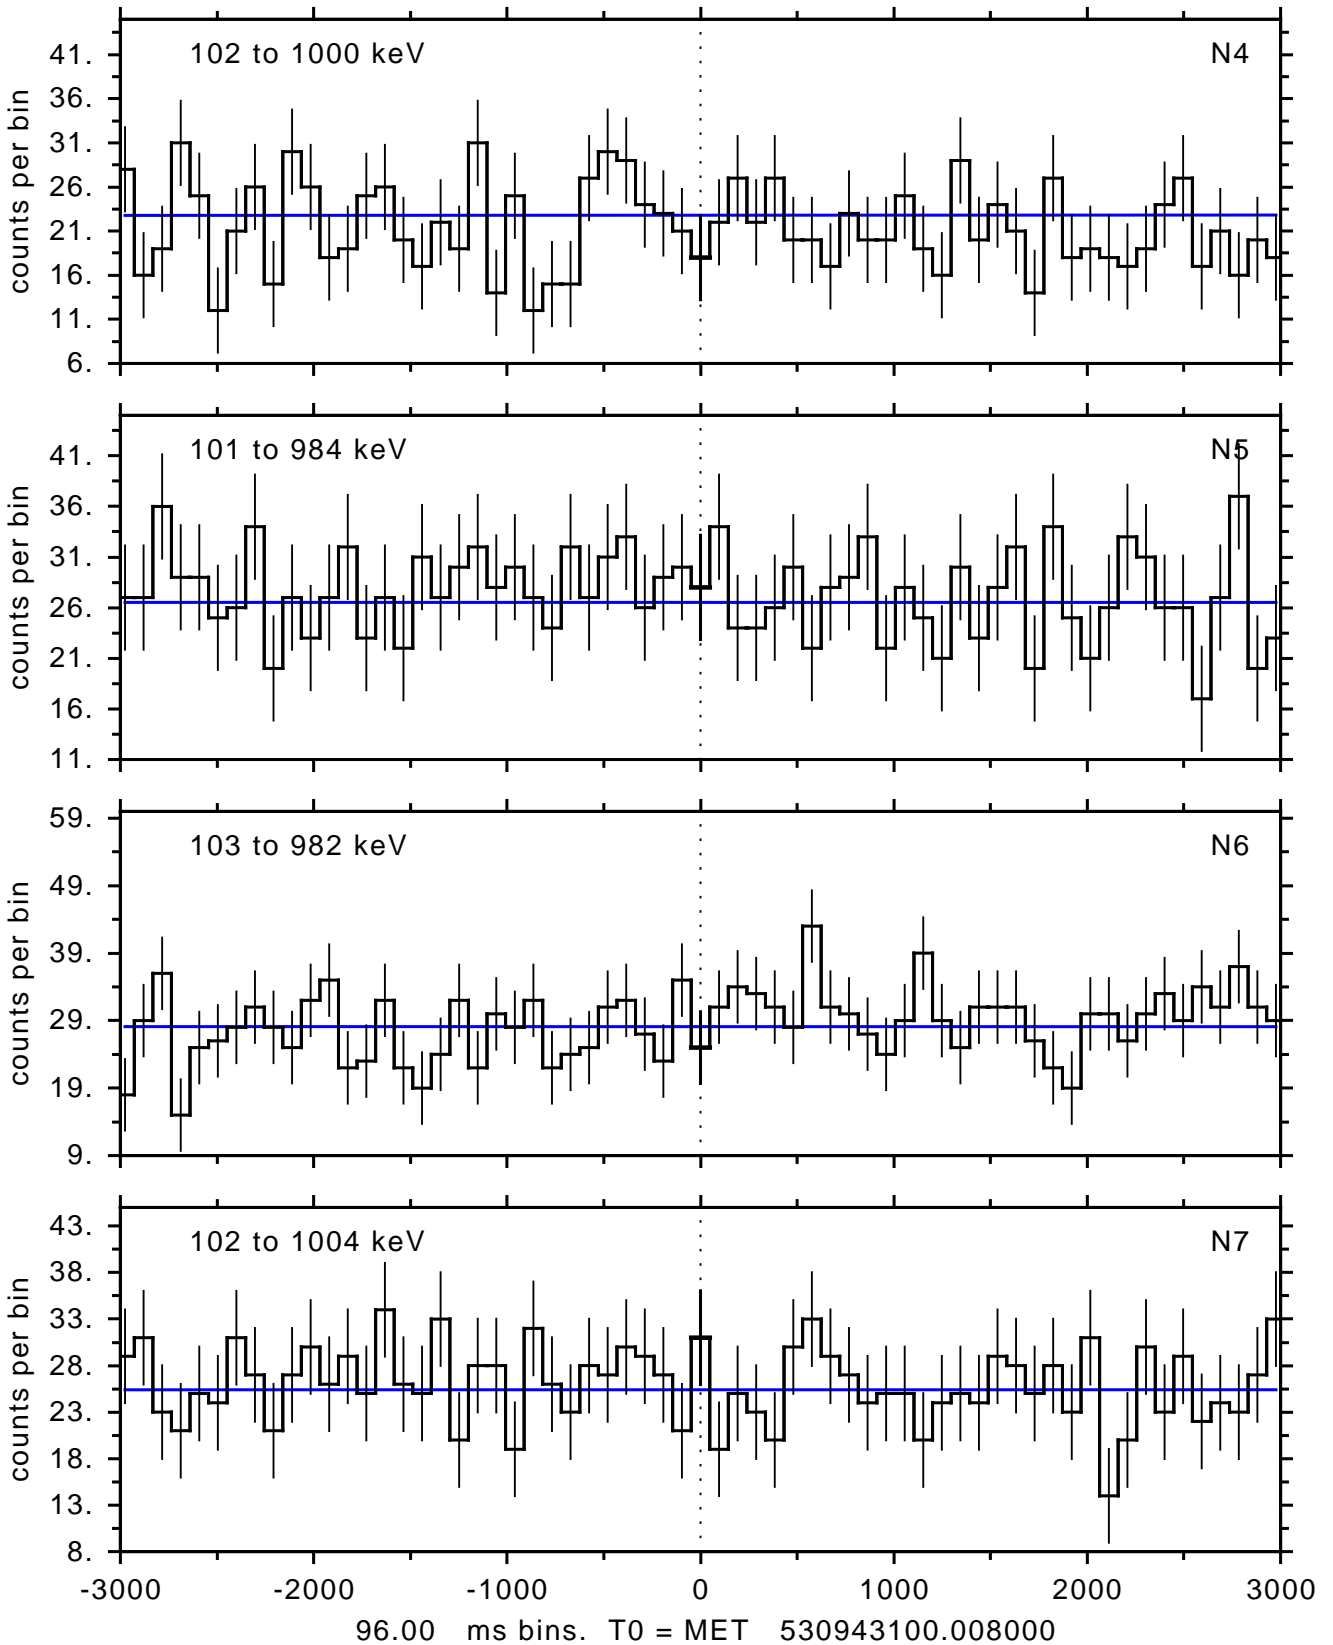 102 to 1000 keV N4
counts per bin
41.
36.
31.
26.
21.
16.
11.
6.
101 to 984 keV N5
counts per bin
41.
36.
31.
26.
21.
16.
11.
103 to 982 keV N6
counts per bin
59.
49.
39.
29.
19.
9.
102 to 1004 keV N7
counts per bin
43.
38.
33.
28.
23.
18.
13.
8.
-3000 -2000 -1000 0 1000 2000 3000
96.00 ms bins. T0 = MET 530943100.008000